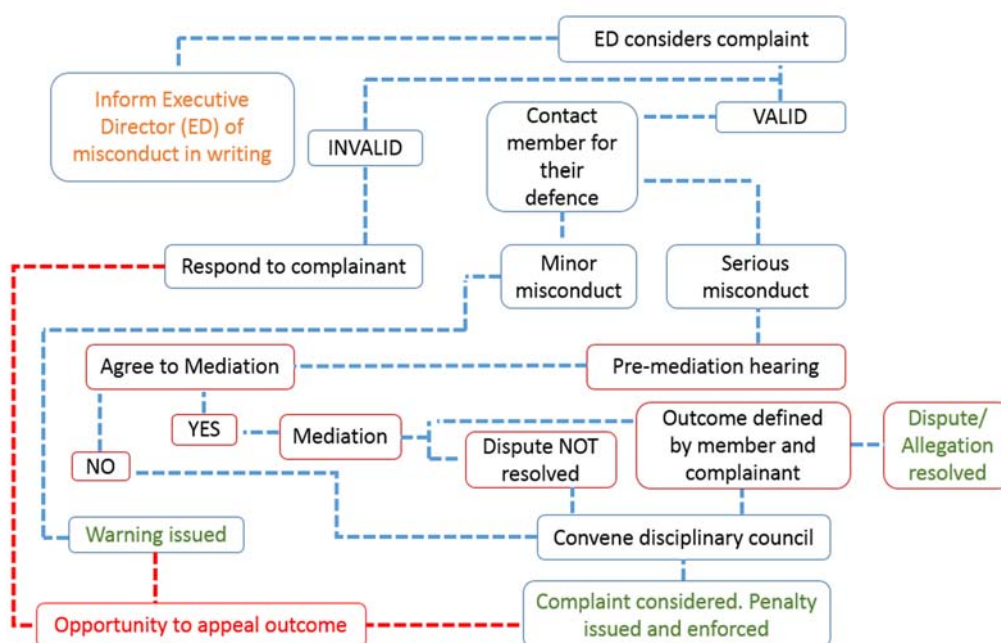 ED considers complaint
Inform Executive
Director (ED) of
misconduct in writing
INVALID
Contact
member for
their
defence
VALID
Respond to complainant
Minor
misconduct
Serious
misconduct
Agree to Mediation
Pre-mediation hearing
YES
Mediation
NO
Dispute NOT
resolved
Outcome defined
by member and
complainant
Dispute/
Allegation
resolved
Warning issued
Convene disciplinary council
Opportunity to appeal outcome
Complaint considered. Penalty
issued and enforced